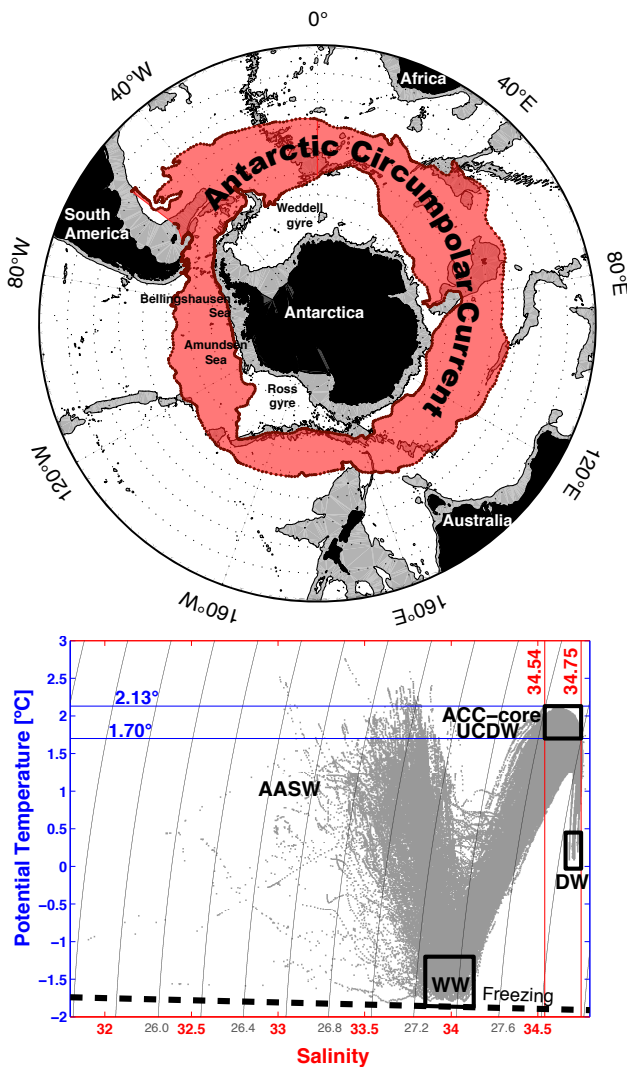 0°
40°W
40°E
Africa
Antarctic Circumpolar Current
South
America
Weddell
gyre
80°W
80°E
Bellingshausen
Sea
Antarctica
Amundsen
Sea
Ross
gyre
120°W
120°E
Australia
160°W
160°E
3
2.5
2
1.5
1
0.5
0
−0.5
−1
−1.5
−2
Potential Temperature [°C]
2.13°
1.70°
34.54
34.75
ACC−core
UCDW
AASW
DW
WW
Freezing
32 26.0 32.5 26.4 33 26.8 33.5 27.2 34 27.6 34.5
Salinity